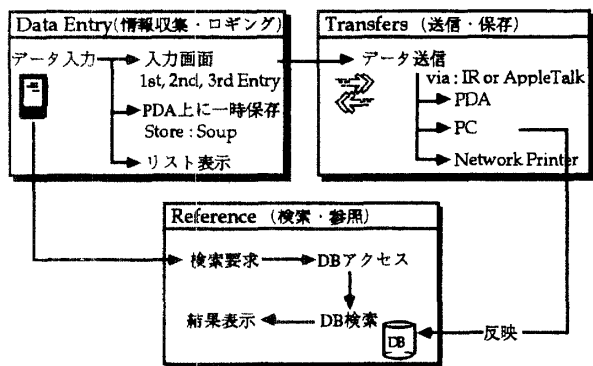 Data Entry(情報収集・ロギング)
データ入力
入力画面
1st, 2nd, 3rd Entry
PDA上に一時保存
Store : Soup
リスト表示
Transfers (送信・保存)
データ送信
via : IR or AppleTalk
PDA
PC
Network Printer
Reference (検索・参照)
検索要求
DBアクセス
結果表示
DB検索
DB
反映